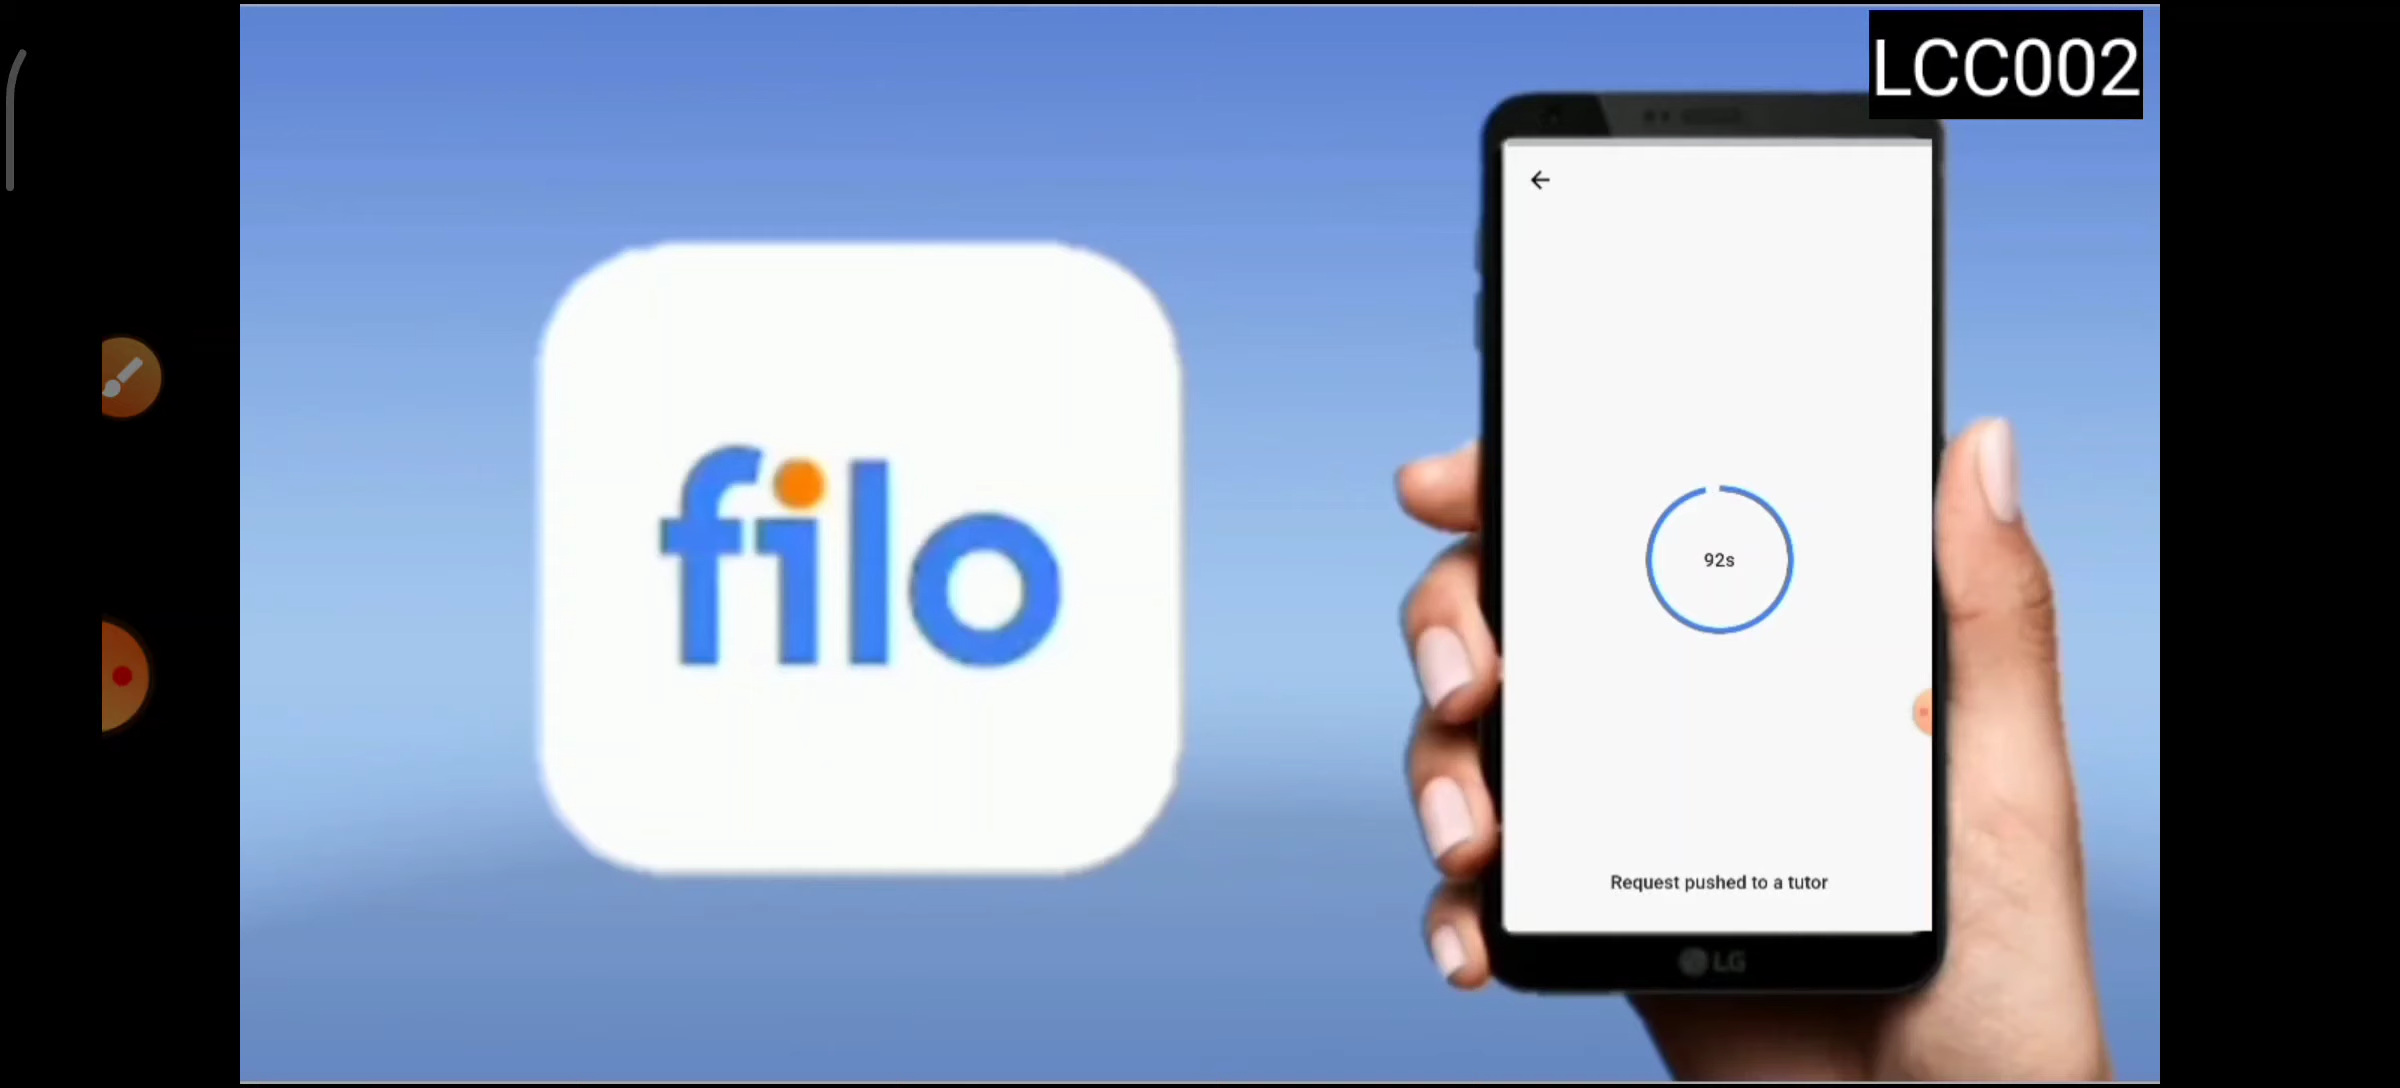 LCC002
filo
92s
Request pushed to a tutor
LG